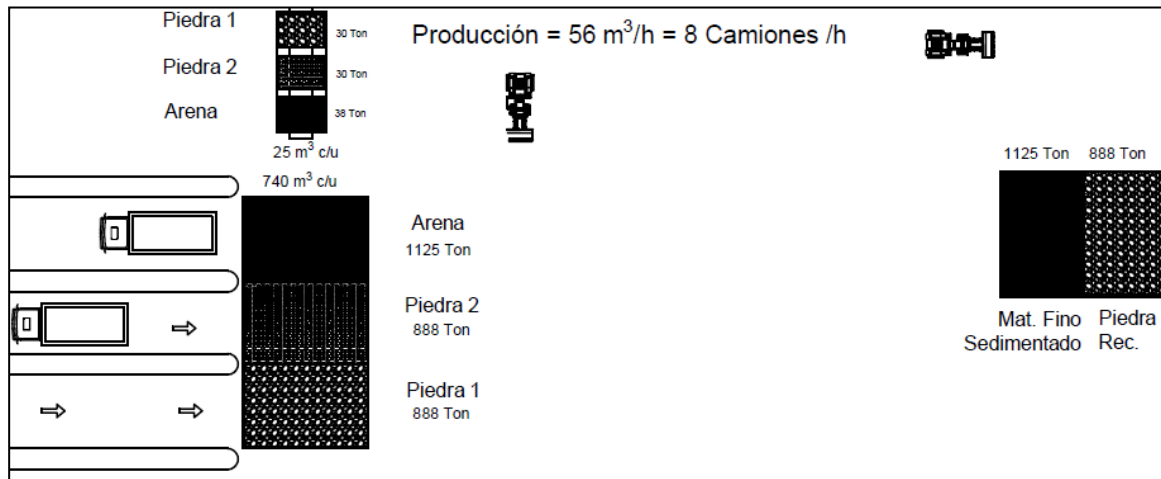 Piedra 1
30 Ton
Producción = 56 m³/h = 8 Camiones /h
Piedra 2
30 Ton
Arena
38 Ton
25 m³ c/u
740 m³ c/u
1125 Ton 888 Ton
Arena
1125 Ton
Piedra 2
888 Ton
Mat. Fino Piedra
Sedimentado Rec.
Piedra 1
888 Ton